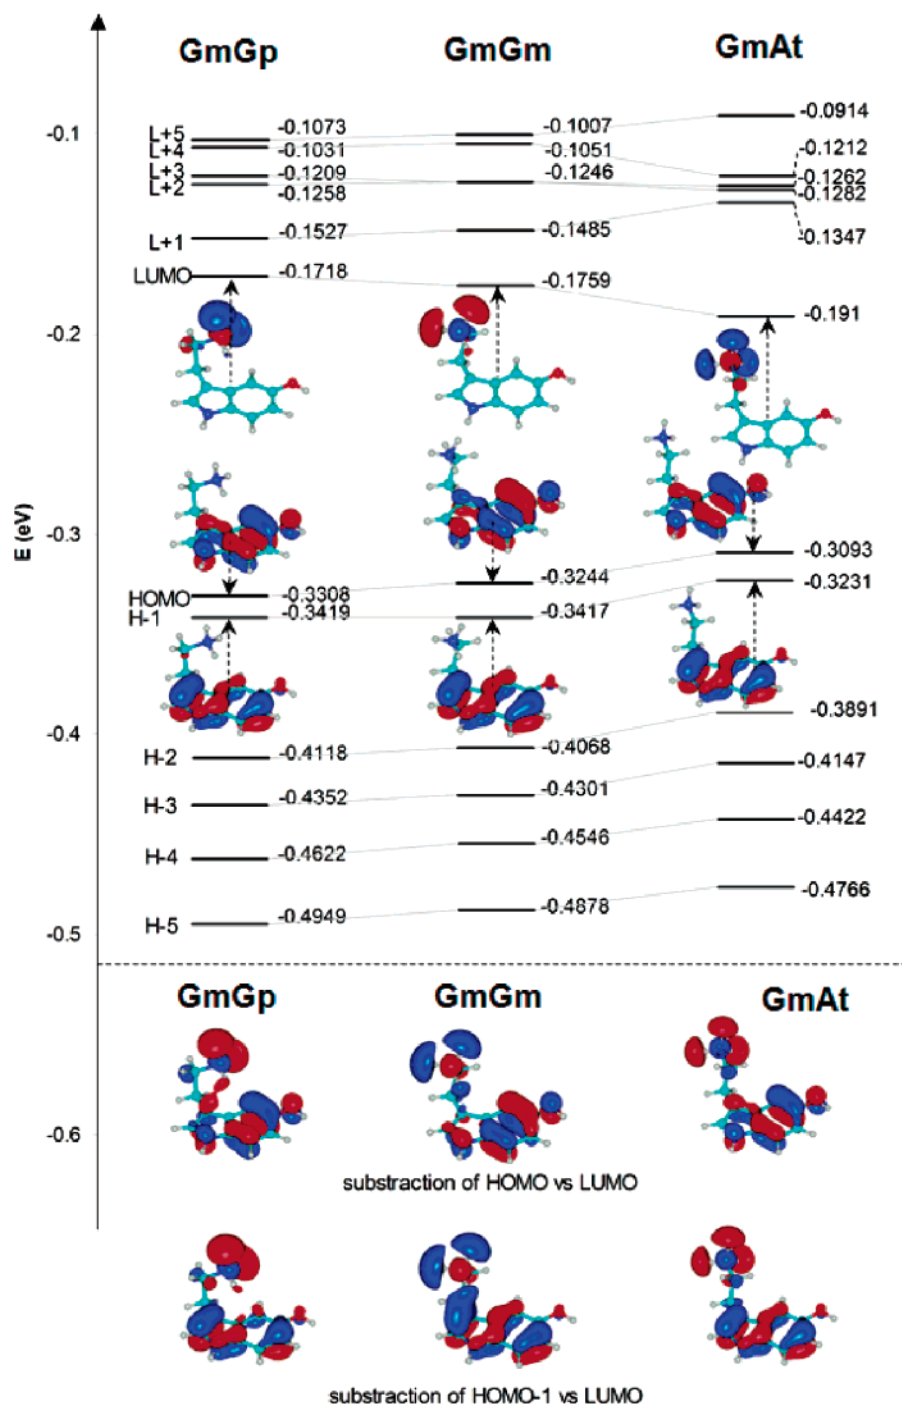 GmGp GmGm GmAt
-0.1
L+5 -0.1073 -0.1007 -0.0914
L+4 -0.1031 -0.1051 -0.1212
L+3 -0.1209 -0.1246 -0.1262
L+2 -0.1258 -0.1282
L+1 -0.1527 -0.1485 -0.1347
LUMO -0.1718 -0.1759 -0.191
-0.2
E (eV)
-0.3
HOMO -0.3308 -0.3244 -0.3093
H-1 -0.3419 -0.3417 -0.3231
-0.4
H-2 -0.4118 -0.4068 -0.3891
H-3 -0.4352 -0.4301 -0.4147
H-4 -0.4622 -0.4546 -0.4422
H-5 -0.4949 -0.4878 -0.4766
-0.5
GmGp GmGm GmAt
-0.6
substraction of HOMO vs LUMO
substraction of HOMO-1 vs LUMO